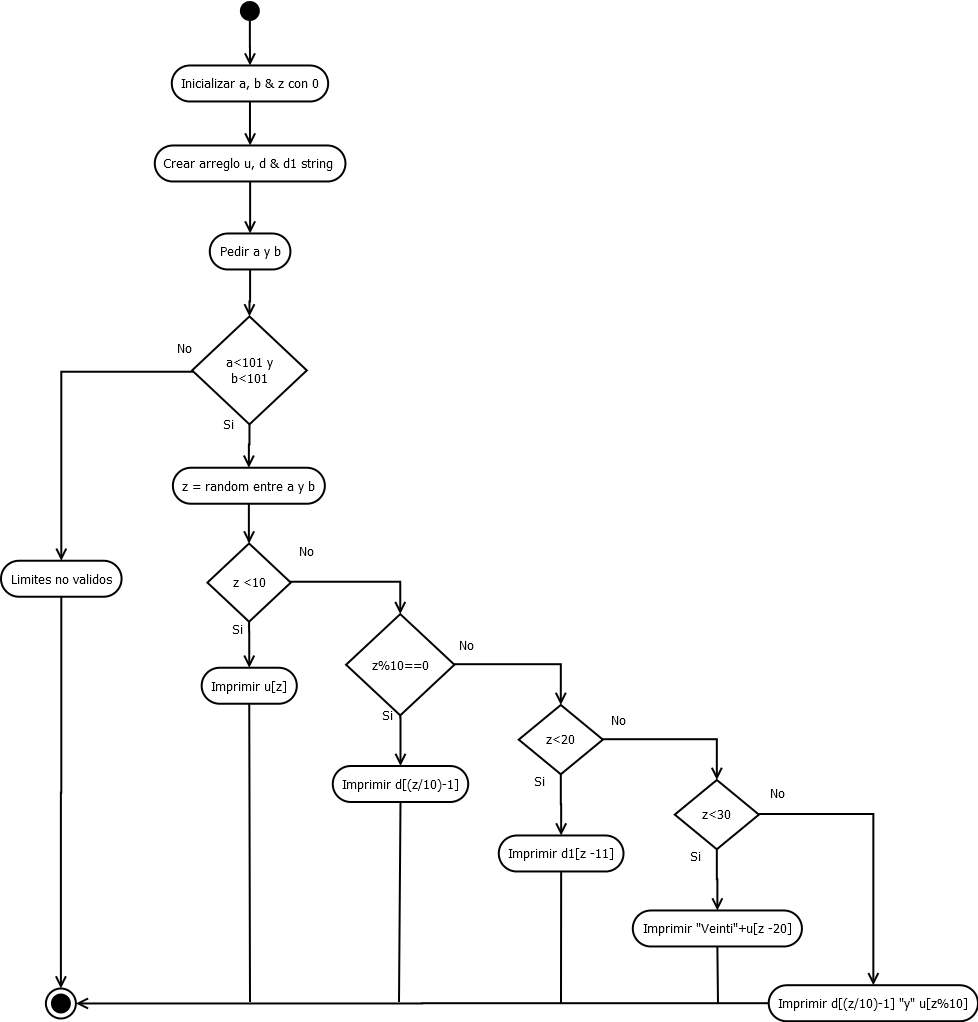 Inicializar a, b & z con 0
Crear arreglo u, d & d1 string
Pedir a y b
No
a<101 y
b<101
Si
z = random entre a y b
No
z <10
Limites no validos
Si
No
z%10==0
Imprimir u[z]
Si
No
z<20
Si
Imprimir d[(z/10)-1]
No
z<30
Si
Imprimir d1[z -11]
Imprimir "Veinti"+u[z -20]
Imprimir d[(z/10)-1] "y" u[z%10]